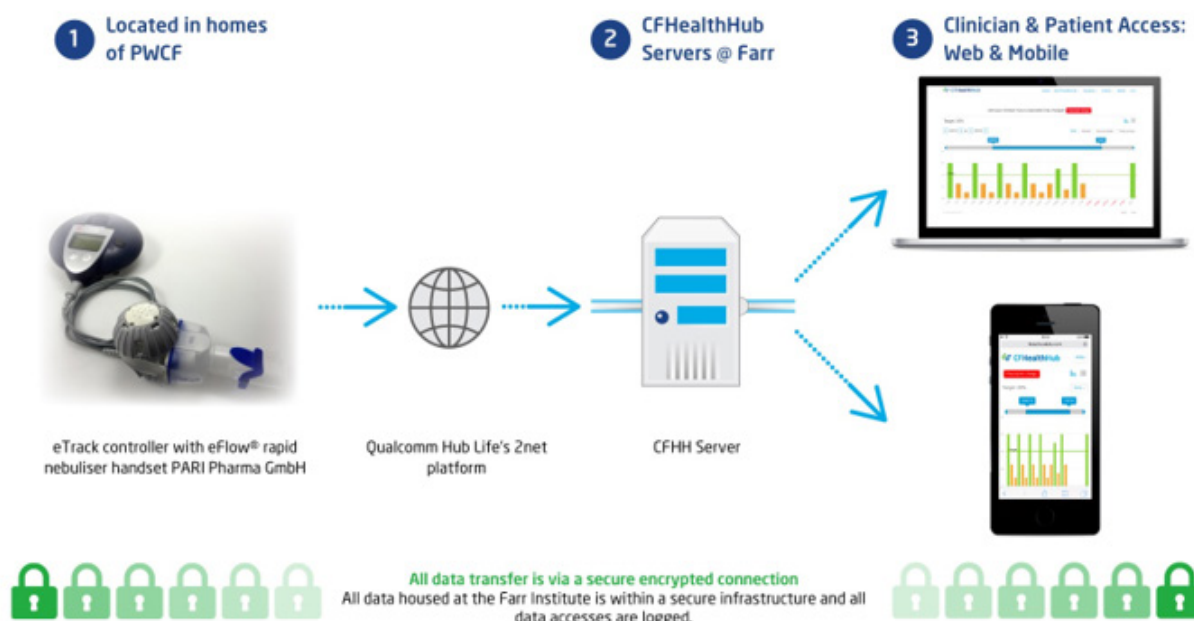 1
Located in homes
of PWCF
2
CFHealthHub
Servers @ Farr
3
Clinician & Patient Access:
Web & Mobile
eTrack controller with eFlow® rapid
nebuliser handset PARI Pharma GmbH
Qualcomm Hub Life's 2net
platform
CFHH Server
CFHealthHub
All data transfer is via a secure encrypted connection
All data housed at the Farr Institute is within a secure infrastructure and all
data accesses are logged.